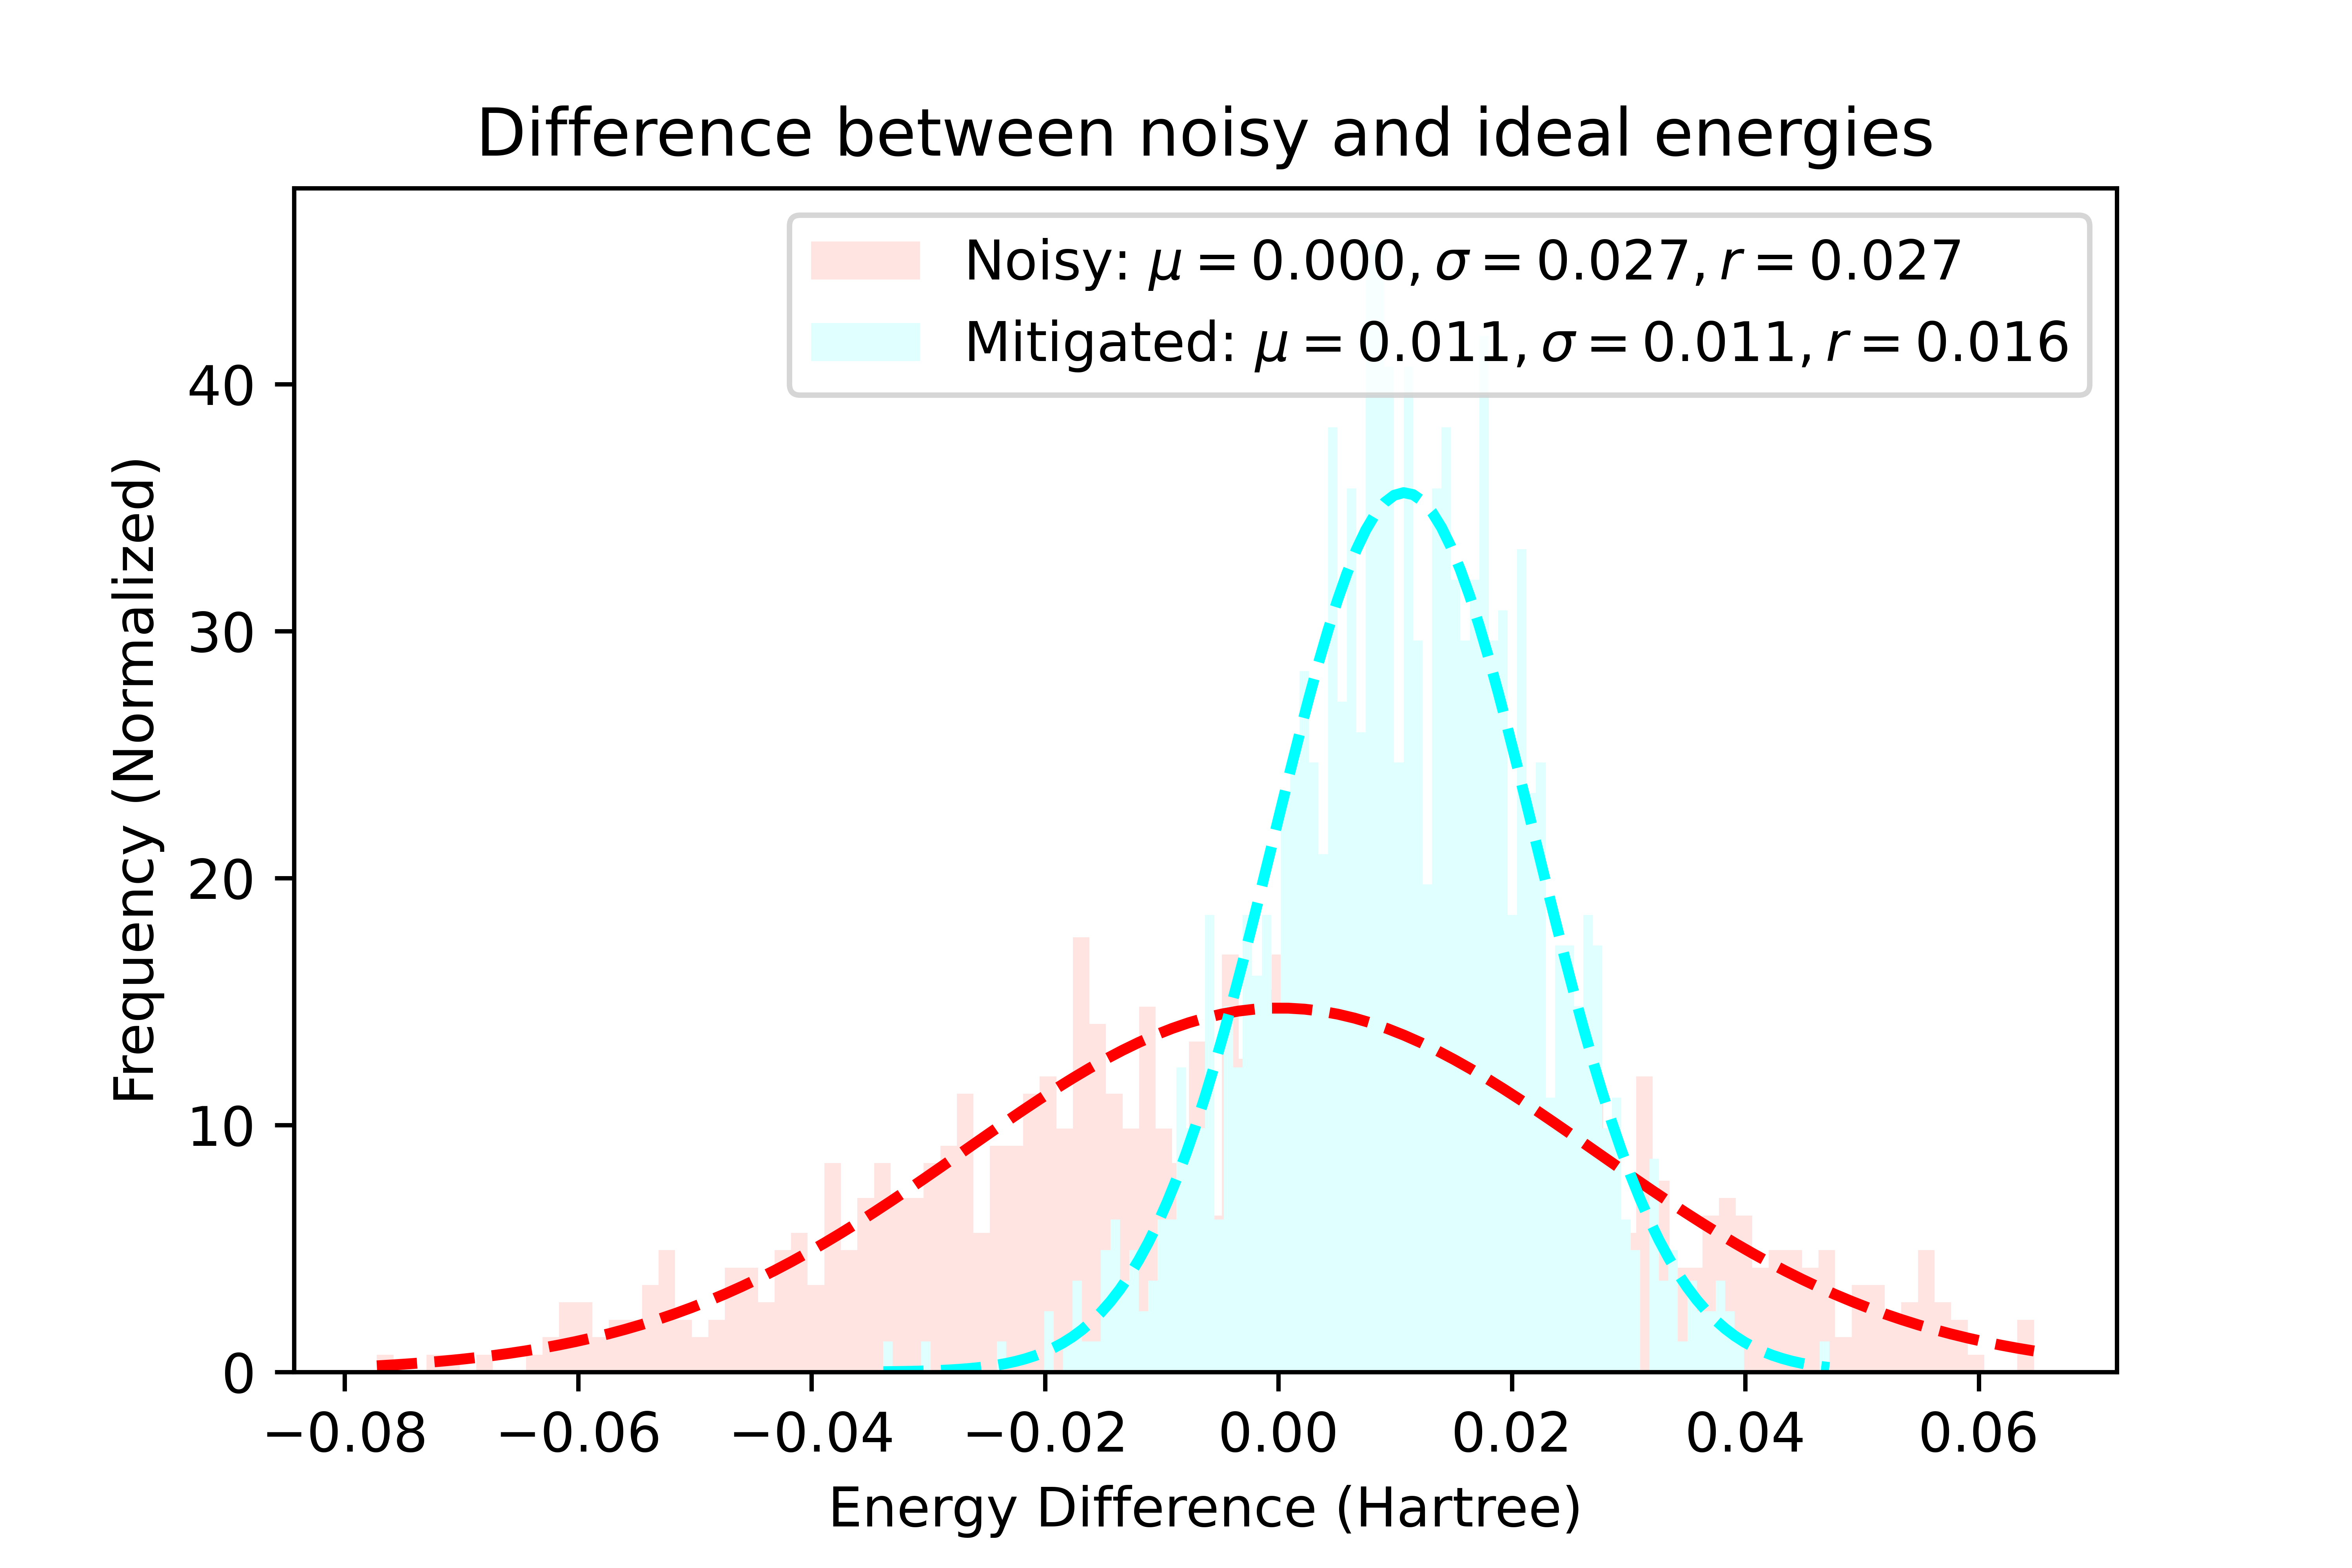 Difference between noisy and ideal energies
Noisy: μ = 0.000, σ = 0.027, r = 0.027
Mitigated: μ = 0.011, σ = 0.011, r = 0.016
Frequency (Normalized)
40
30
20
10
0
−0.08 −0.06 −0.04 −0.02 0.00 0.02 0.04 0.06
Energy Difference (Hartree)